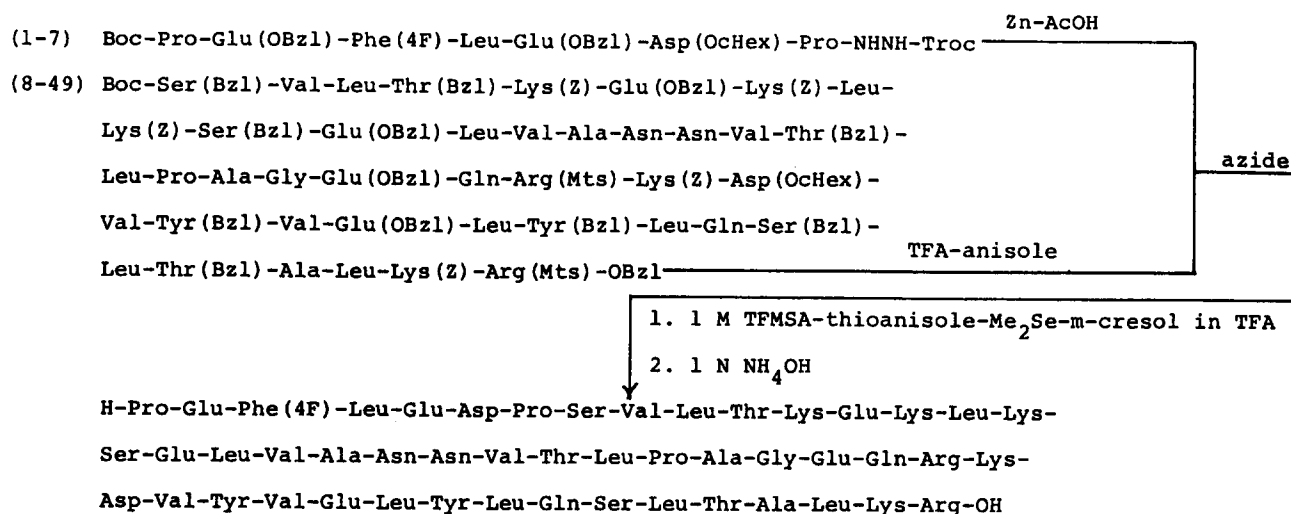 Zn-AcOH
(1-7) Boc-Pro-Glu(OBzl)-Phe(4F)-Leu-Glu(OBzl)-Asp(OcHex)-Pro-NHNH-Troc
(8-49) Boc-Ser(Bzl)-Val-Leu-Thr(Bzl)-Lys(Z)-Glu(OBzl)-Lys(Z)-Leu-
Lys(Z)-Ser(Bzl)-Glu(OBzl)-Leu-Val-Ala-Asn-Asn-Val-Thr(Bzl)-
Leu-Pro-Ala-Gly-Glu(OBzl)-Gln-Arg(Mts)-Lys(Z)-Asp(OcHex)-
azide
Val-Tyr(Bzl)-Val-Glu(OBzl)-Leu-Tyr(Bzl)-Leu-Gln-Ser(Bzl)-
TFA-anisole
Leu-Thr(Bzl)-Ala-Leu-Lys(Z)-Arg(Mts)-OBzl
1. 1 M TFMSA-thioanisole-Me2Se-m-cresol in TFA
2. 1 N NH4OH
H-Pro-Glu-Phe(4F)-Leu-Glu-Asp-Pro-Ser-Val-Leu-Thr-Lys-Glu-Lys-Leu-Lys-
Ser-Glu-Leu-Val-Ala-Asn-Asn-Val-Thr-Leu-Pro-Ala-Gly-Glu-Gln-Arg-Lys-
Asp-Val-Tyr-Val-Glu-Leu-Tyr-Leu-Gln-Ser-Leu-Thr-Ala-Leu-Lys-Arg-OH